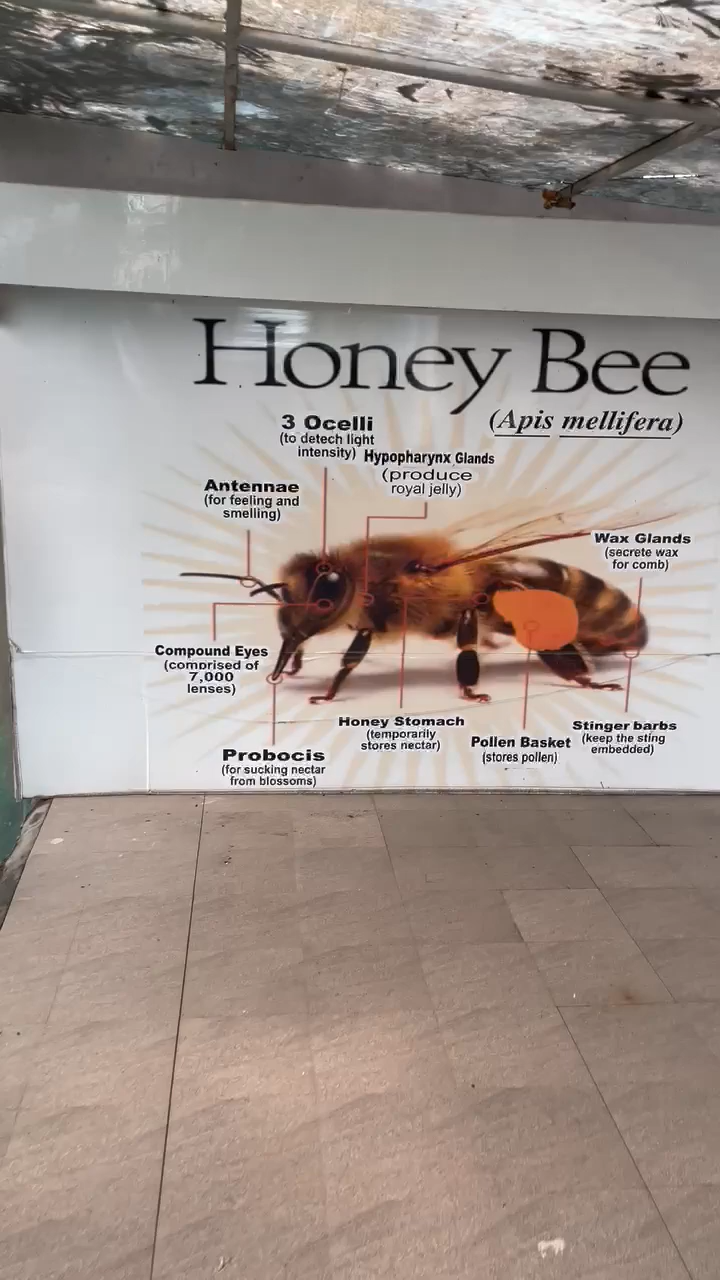 Honey Bee
(Apis mellifera)
3 Ocelli
(to detech light
intensity)
Hypopharynx Glands
(produce
royal jelly)
Antennae
(for feeling and
smelling)
Wax Glands
(secrete wax
for comb)
Compound Eyes
(comprised of
7,000
lenses)
Honey Stomach
(temporarily
stores nectar)
Pollen Basket
(stores pollen)
Stinger barbs
(keep the sting
embedded)
Probocis
(for sucking nectar
from blossoms)